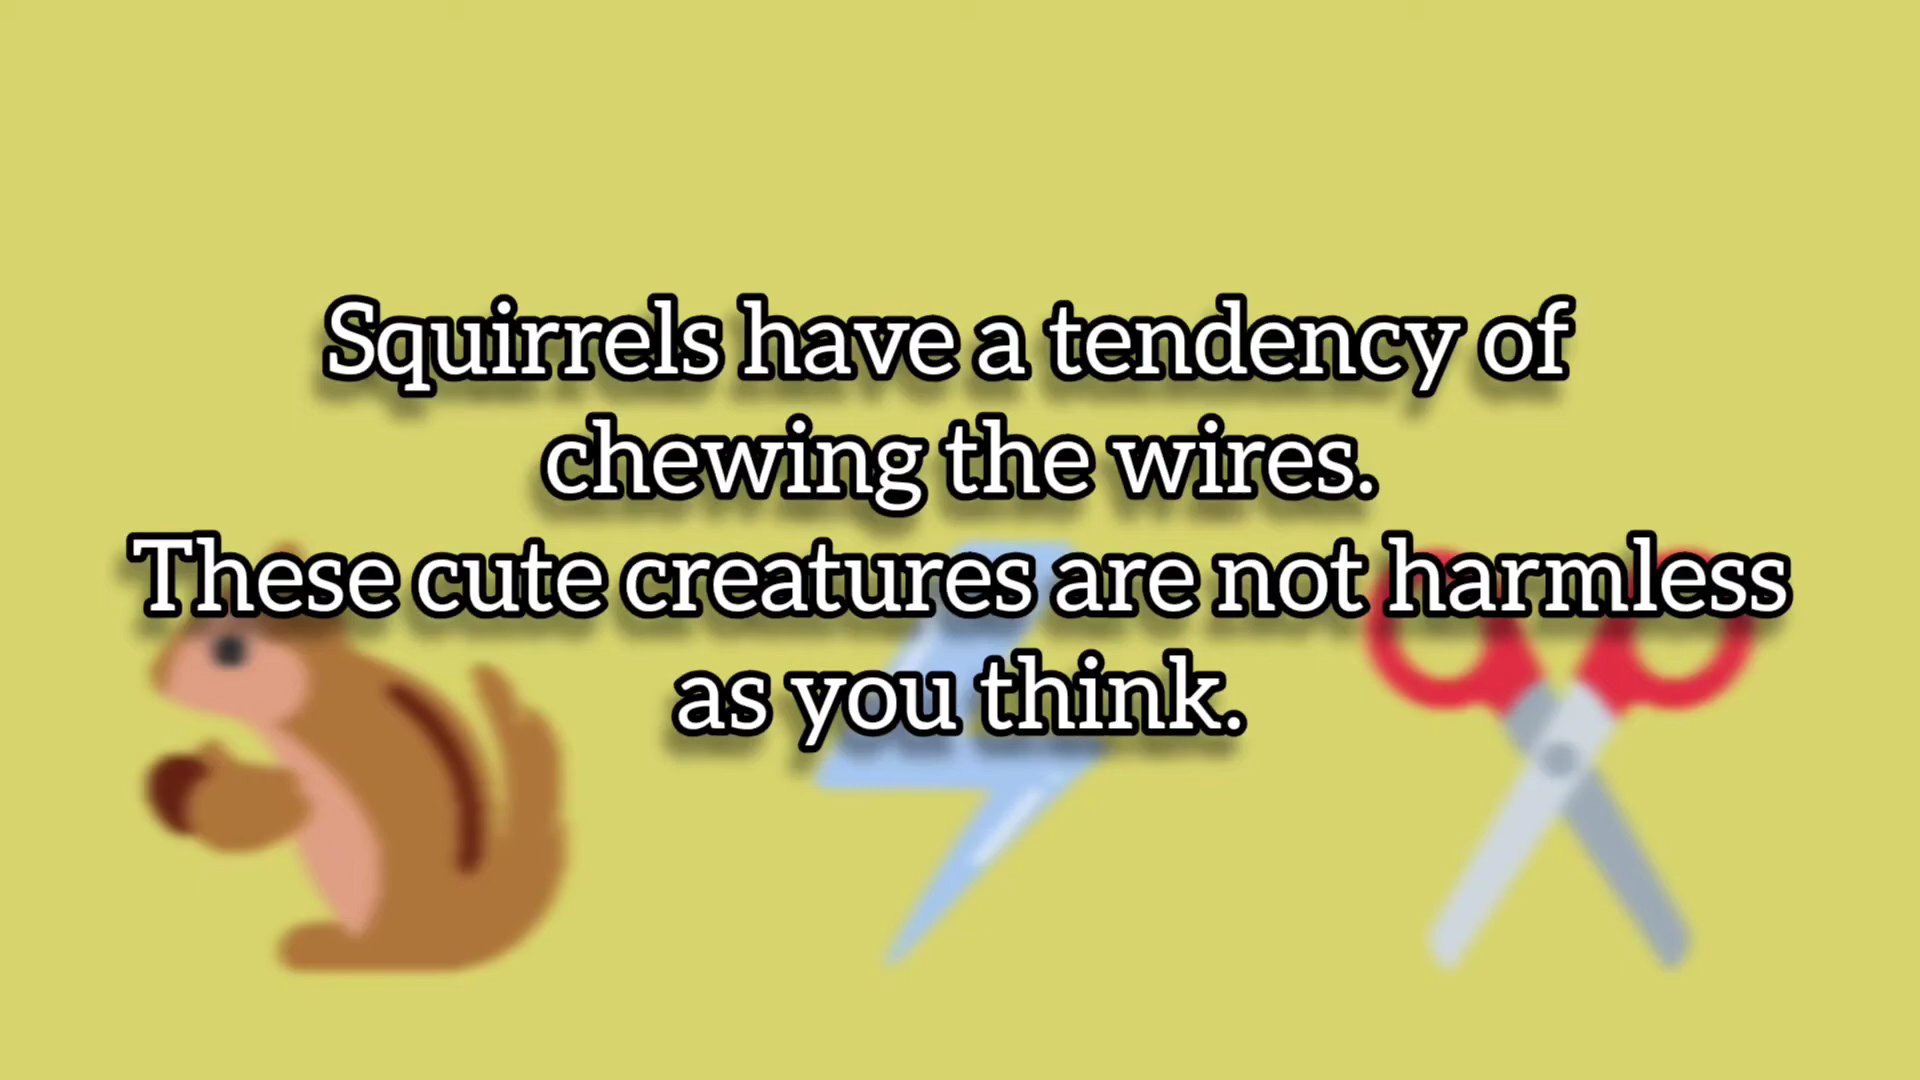 Squirrels have a tendency of
chewing the wires.
These cute creatures are not harmless
as you think.